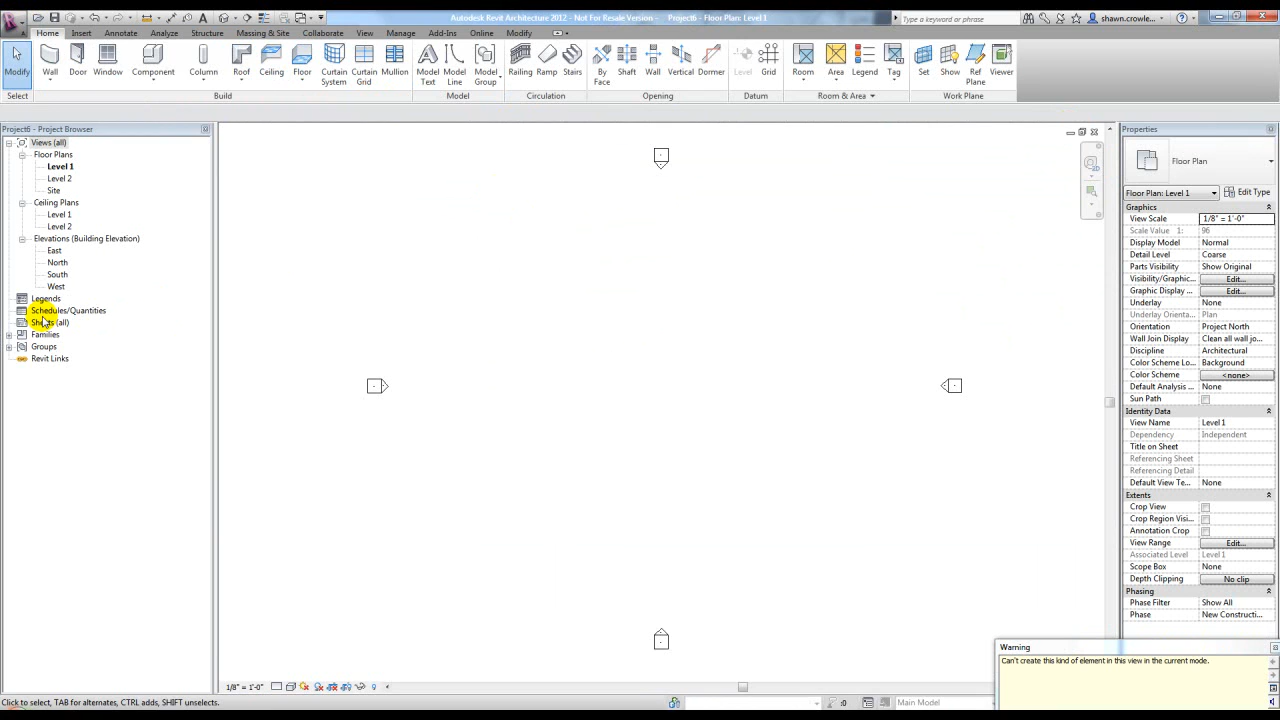 Autodesk Revit Architecture 2012 - Not For Resale Version - Project6 - Floor Plan: Level 1
Type a keyword or phrase
shawn.crowle...
Home Insert Annotate Analyze Structure Massing & Site Collaborate View Manage Add-Ins Online Modify
Modify Wall Door Window Component Column Roof Ceiling Floor Curtain System Curtain Grid Mullion Model Text Model Line Model Group Railing Ramp Stairs By Face Shaft Wall Vertical Dormer Level Grid Room Area Legend Tag Set Show Ref Plane Viewer
Select Build Model Circulation Opening Datum Room & Area Work Plane
Project6 - Project Browser
Views (all)
Floor Plans
Level 1
Level 2
Site
Ceiling Plans
Level 1
Level 2
Elevations (Building Elevation)
East
North
South
West
Legends
Schedules/Quantities
Sheets (all)
Families
Groups
Revit Links
Properties
Floor Plan
Floor Plan: Level 1 Edit Type
Graphics
View Scale 1/8" = 1'-0"
Scale Value 1: 96
Display Model Normal
Detail Level Coarse
Parts Visibility Show Original
Visibility/Graphic... Edit...
Graphic Display ... Edit...
Underlay None
Underlay Orienta... Plan
Orientation Project North
Wall Join Display Clean all wall jo...
Discipline Architectural
Color Scheme Lo... Background
Color Scheme <none>
Default Analysis ... None
Sun Path
Identity Data
View Name Level 1
Dependency Independent
Title on Sheet
Referencing Sheet
Referencing Detail
Default View Te... None
Extents
Crop View
Crop Region Visi...
Annotation Crop
View Range Edit...
Associated Level Level 1
Scope Box None
Depth Clipping No clip
Phasing
Phase Filter Show All
Phase New Constructi...
Warning
Can't create this kind of element in this view in the current mode.
1/8" = 1'-0"
Click to select, TAB for alternates, CTRL adds, SHIFT unselects.
:0
Main Model